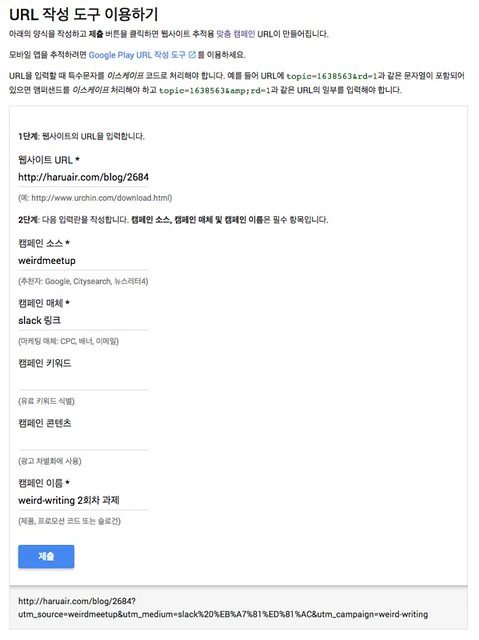 URL 작성 도구 이용하기
아래의 양식을 작성하고 제출 버튼을 클릭하면 웹사이트 추적용 맞춤 캠페인 URL이 만들어집니다.
모바일 앱을 추적하려면 Google Play URL 작성 도구 를 이용하세요.
URL을 입력할 때 특수문자를 이스케이프 코드로 처리해야 합니다. 예를 들어 URL에 topic=1638563&rd=1과 같은 문자열이 포함되어
있으면 앰퍼샌드를 이스케이프 처리해야 하고 topic=1638563&amp;rd=1과 같은 URL의 일부를 입력해야 합니다.
1단계: 웹사이트의 URL을 입력합니다.
웹사이트 URL *
http://haruair.com/blog/2684
(예: http://www.urchin.com/download.html)
2단계: 다음 입력란을 작성합니다. 캠페인 소스, 캠페인 매체 및 캠페인 이름은 필수 항목입니다.
캠페인 소스 *
weirdmeetup
(추천자: Google, Citysearch, 뉴스레터4)
캠페인 매체 *
slack 링크
(마케팅 매체: CPC, 배너, 이메일)
캠페인 키워드
(유료 키워드 식별)
캠페인 콘텐츠
(광고 차별화에 사용)
캠페인 이름 *
weird-writing 2회차 과제
(제품, 프로모션 코드 또는 슬로건)
제출
http://haruair.com/blog/2684?
utm_source=weirdmeetup&utm_medium=slack%20%EB%A7%81%ED%81%AC&utm_campaign=weird-writing